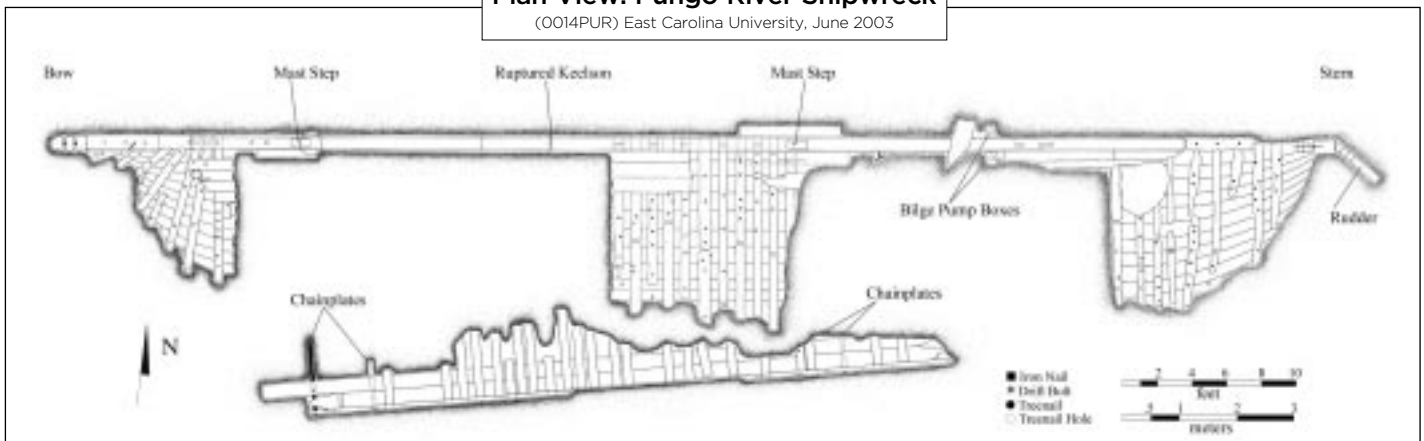 Plan View: Pungo River Shipwreck
(0014PUR) East Carolina University, June 2003
Bow
Mast Step
Ruptured Keelson
Mast Step
Stern
Bilge Pump Boxes
Rudder
Chainplates
Chainplates
N
Iron Nail
Drift Bolt
Treenail
Treenail Hole
2 4 6 8 10
feet
1 2 3
meters